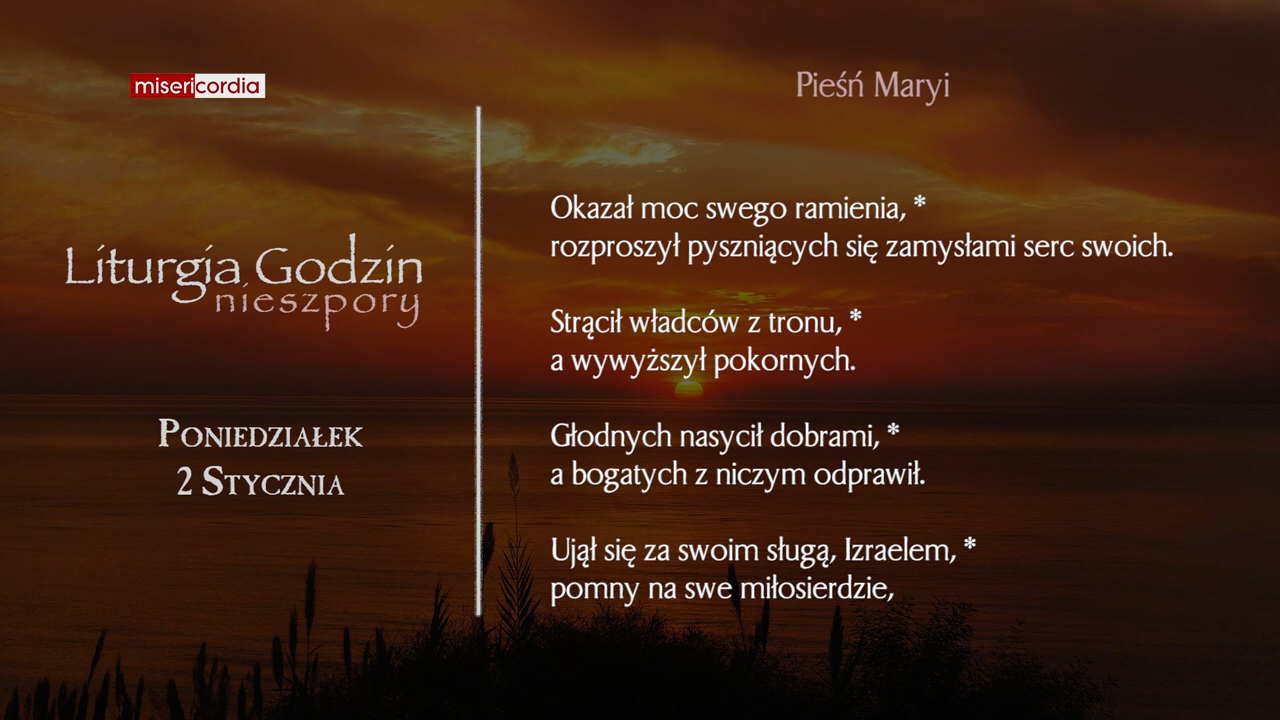 misericordia
Liturgia Godzin
nieszpory
Poniedziałek
2 Stycznia
Pieśń Maryi
Okazał moc swego ramienia, *
rozproszył pyszniących się zamysłami serc swoich.
Strącił władców z tronu, *
a wywyższył pokornych.
Głodnych nasycił dobrami, *
a bogatych z niczym odprawił.
Ujął się za swoim sługą, Izraelem, *
pomny na swe miłosierdzie,